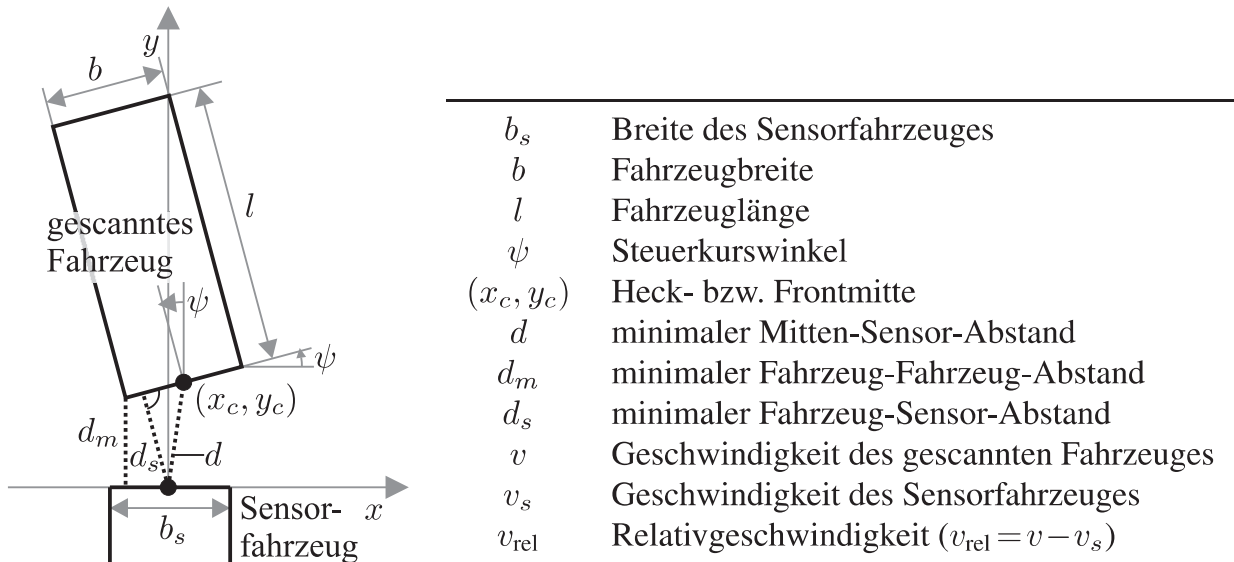 y
b
l
gescanntes
Fahrzeug
ψ
ψ
(x_c, y_c)
d_m
d_s
d
Sensor- x
b_s
fahrzeug
b_s Breite des Sensorfahrzeuges
b Fahrzeugbreite
l Fahrzeuglänge
ψ Steuerkurswinkel
(x_c, y_c) Heck- bzw. Frontmitte
d minimaler Mitten-Sensor-Abstand
d_m minimaler Fahrzeug-Fahrzeug-Abstand
d_s minimaler Fahrzeug-Sensor-Abstand
v Geschwindigkeit des gescannten Fahrzeuges
v_s Geschwindigkeit des Sensorfahrzeuges
v_rel Relativgeschwindigkeit (v_rel = v − v_s)